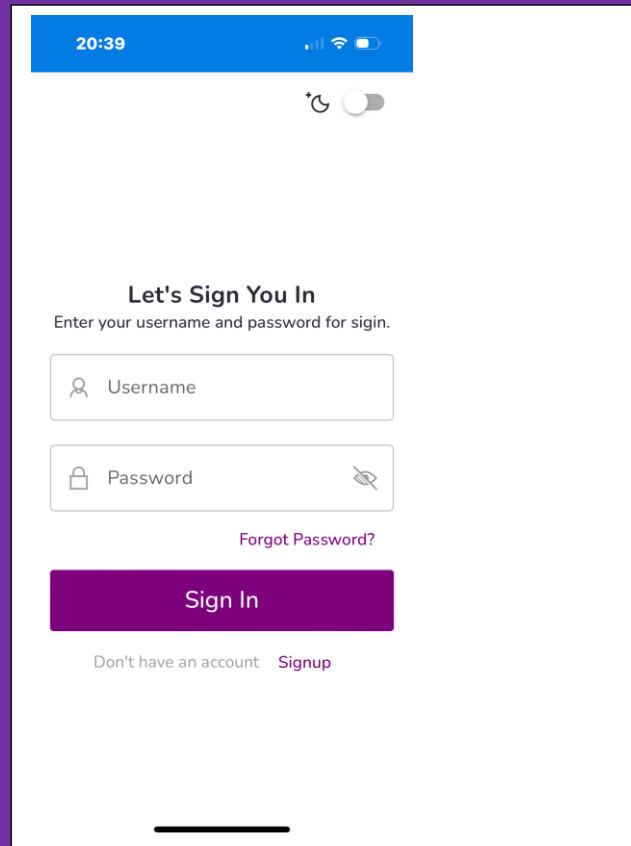 20:39
Let's Sign You In
Enter your username and password for sigin.
Username
Password
Forgot Password?
Sign In
Don't have an account Signup